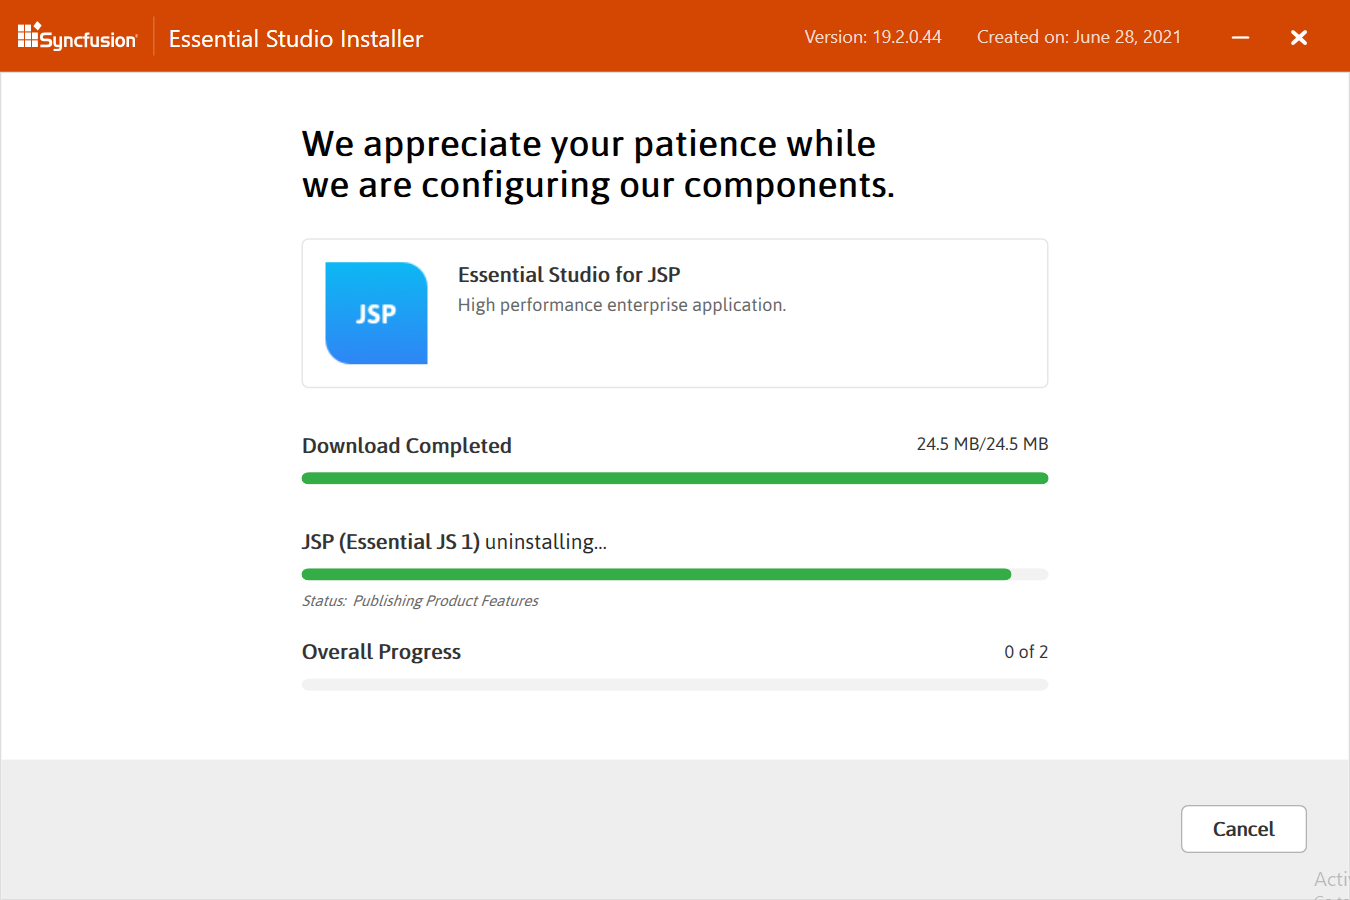 Syncfusion
Essential Studio Installer
Version: 19.2.0.44
Created on: June 28, 2021
We appreciate your patience while
we are configuring our components.
JSP
Essential Studio for JSP
High performance enterprise application.
Download Completed
24.5 MB/24.5 MB
JSP (Essential JS 1) uninstalling...
Status: Publishing Product Features
Overall Progress
0 of 2
Cancel
Acti